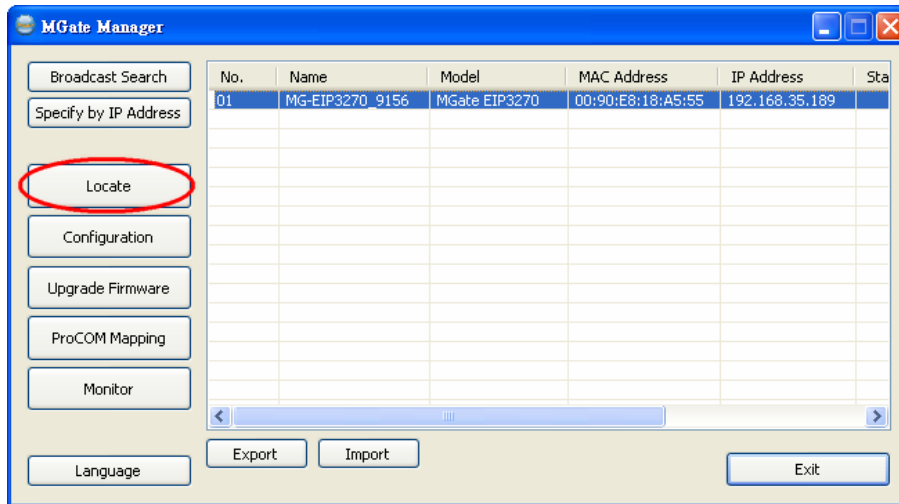 MGate Manager
Broadcast Search
Specify by IP Address
Locate
Configuration
Upgrade Firmware
ProCOM Mapping
Monitor
Language
No. Name Model MAC Address IP Address Sta
01 MG-EIP3270_9156 MGate EIP3270 00:90:E8:18:A5:55 192.168.35.189
Export Import
Exit